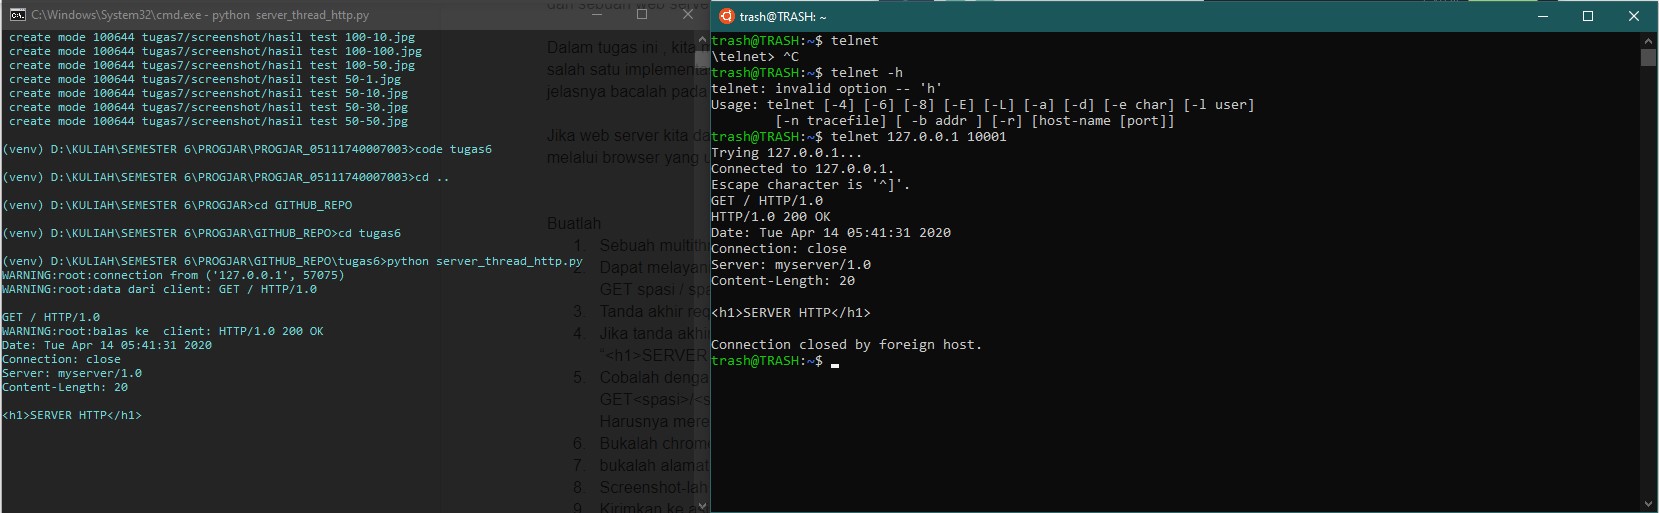 C:\Windows\System32\cmd.exe - python  server_thread_http.py
create mode 100644 tugas7/screenshot/hasil test 100-10.jpg
create mode 100644 tugas7/screenshot/hasil test 100-100.jpg
create mode 100644 tugas7/screenshot/hasil test 100-50.jpg
create mode 100644 tugas7/screenshot/hasil test 50-1.jpg
create mode 100644 tugas7/screenshot/hasil test 50-10.jpg
create mode 100644 tugas7/screenshot/hasil test 50-30.jpg
create mode 100644 tugas7/screenshot/hasil test 50-50.jpg
(venv) D:\KULIAH\SEMESTER 6\PROGJAR\PROGJAR_05111740007003>code tugas6
(venv) D:\KULIAH\SEMESTER 6\PROGJAR\PROGJAR_05111740007003>cd ..
(venv) D:\KULIAH\SEMESTER 6\PROGJAR>cd GITHUB_REPO
(venv) D:\KULIAH\SEMESTER 6\PROGJAR\GITHUB_REPO>cd tugas6
(venv) D:\KULIAH\SEMESTER 6\PROGJAR\GITHUB_REPO\tugas6>python server_thread_http.py
WARNING:root:connection from ('127.0.0.1', 57075)
WARNING:root:data dari client: GET / HTTP/1.0
GET / HTTP/1.0
WARNING:root:balas ke  client: HTTP/1.0 200 OK
Date: Tue Apr 14 05:41:31 2020
Connection: close
Server: myserver/1.0
Content-Length: 20
<h1>SERVER HTTP</h1>
dari sebuah web serve
Dalam tugas ini , kita
salah satu implementa
jelasnya bacalah pada
Jika web server kita da
melalui browser yang u
Buatlah
1. Sebuah multith
2. Dapat melayan
GET spasi / spa
3. Tanda akhir req
4. Jika tanda akhi
"<h1>SERVER
5. Cobalah denga
GET<spasi>/<s
Harusnya mere
6. Bukalah chrom
7. bukalah alamat
8. Screenshot-lah
9. Kirimkan ke as
trash@TRASH: ~
trash@TRASH:~$ telnet
\telnet> ^C
trash@TRASH:~$ telnet -h
telnet: invalid option -- 'h'
Usage: telnet [-4] [-6] [-8] [-E] [-L] [-a] [-d] [-e char] [-l user]
[-n tracefile] [ -b addr ] [-r] [host-name [port]]
trash@TRASH:~$ telnet 127.0.0.1 10001
Trying 127.0.0.1...
Connected to 127.0.0.1.
Escape character is '^]'.
GET / HTTP/1.0
HTTP/1.0 200 OK
Date: Tue Apr 14 05:41:31 2020
Connection: close
Server: myserver/1.0
Content-Length: 20
<h1>SERVER HTTP</h1>
Connection closed by foreign host.
trash@TRASH:~$